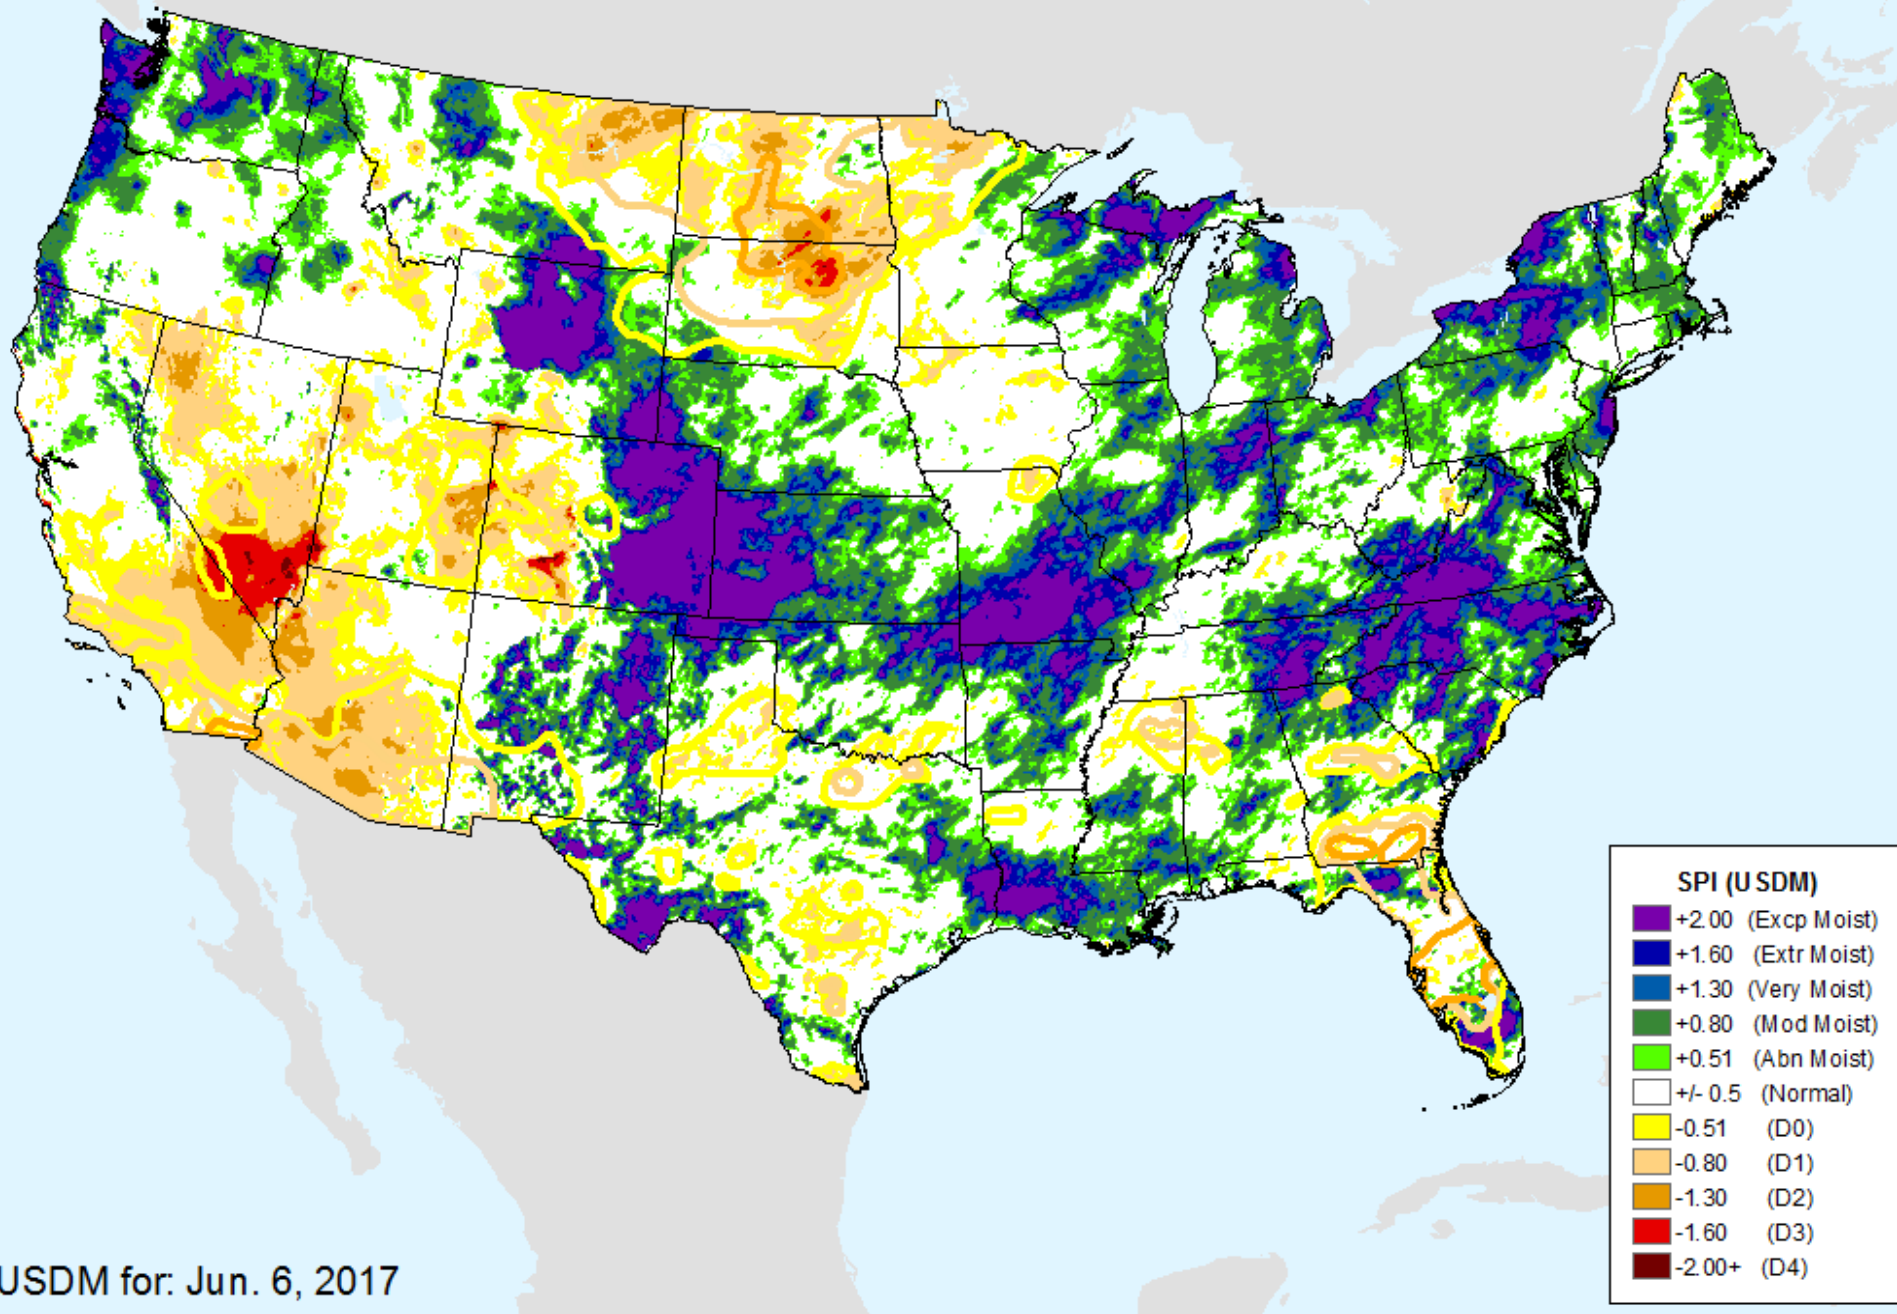 SPI (USDM)
+2.00 (Excp Moist)
+1.60 (Extr Moist)
+1.30 (Very Moist)
+0.80 (Mod Moist)
+0.51 (Abn Moist)
+/- 0.5 (Normal)
-0.51 (D0)
-0.80 (D1)
-1.30 (D2)
-1.60 (D3)
-2.00+ (D4)
USDM for: Jun. 6, 2017